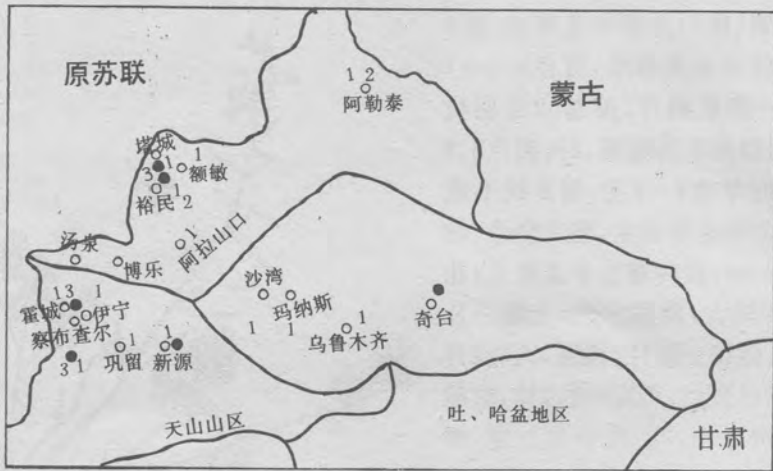 原苏联
蒙古
1 2
阿勒泰
塔城
3 1
1
额敏
1
裕民 2
1
阿拉山口
汤泉
博乐
沙湾
玛纳斯
13 1
霍城
伊宁
察布查尔
3 1
1
巩留
1
新源
1 1
1
乌鲁木齐
奇台
天山山区
吐、哈盆地区
甘肃